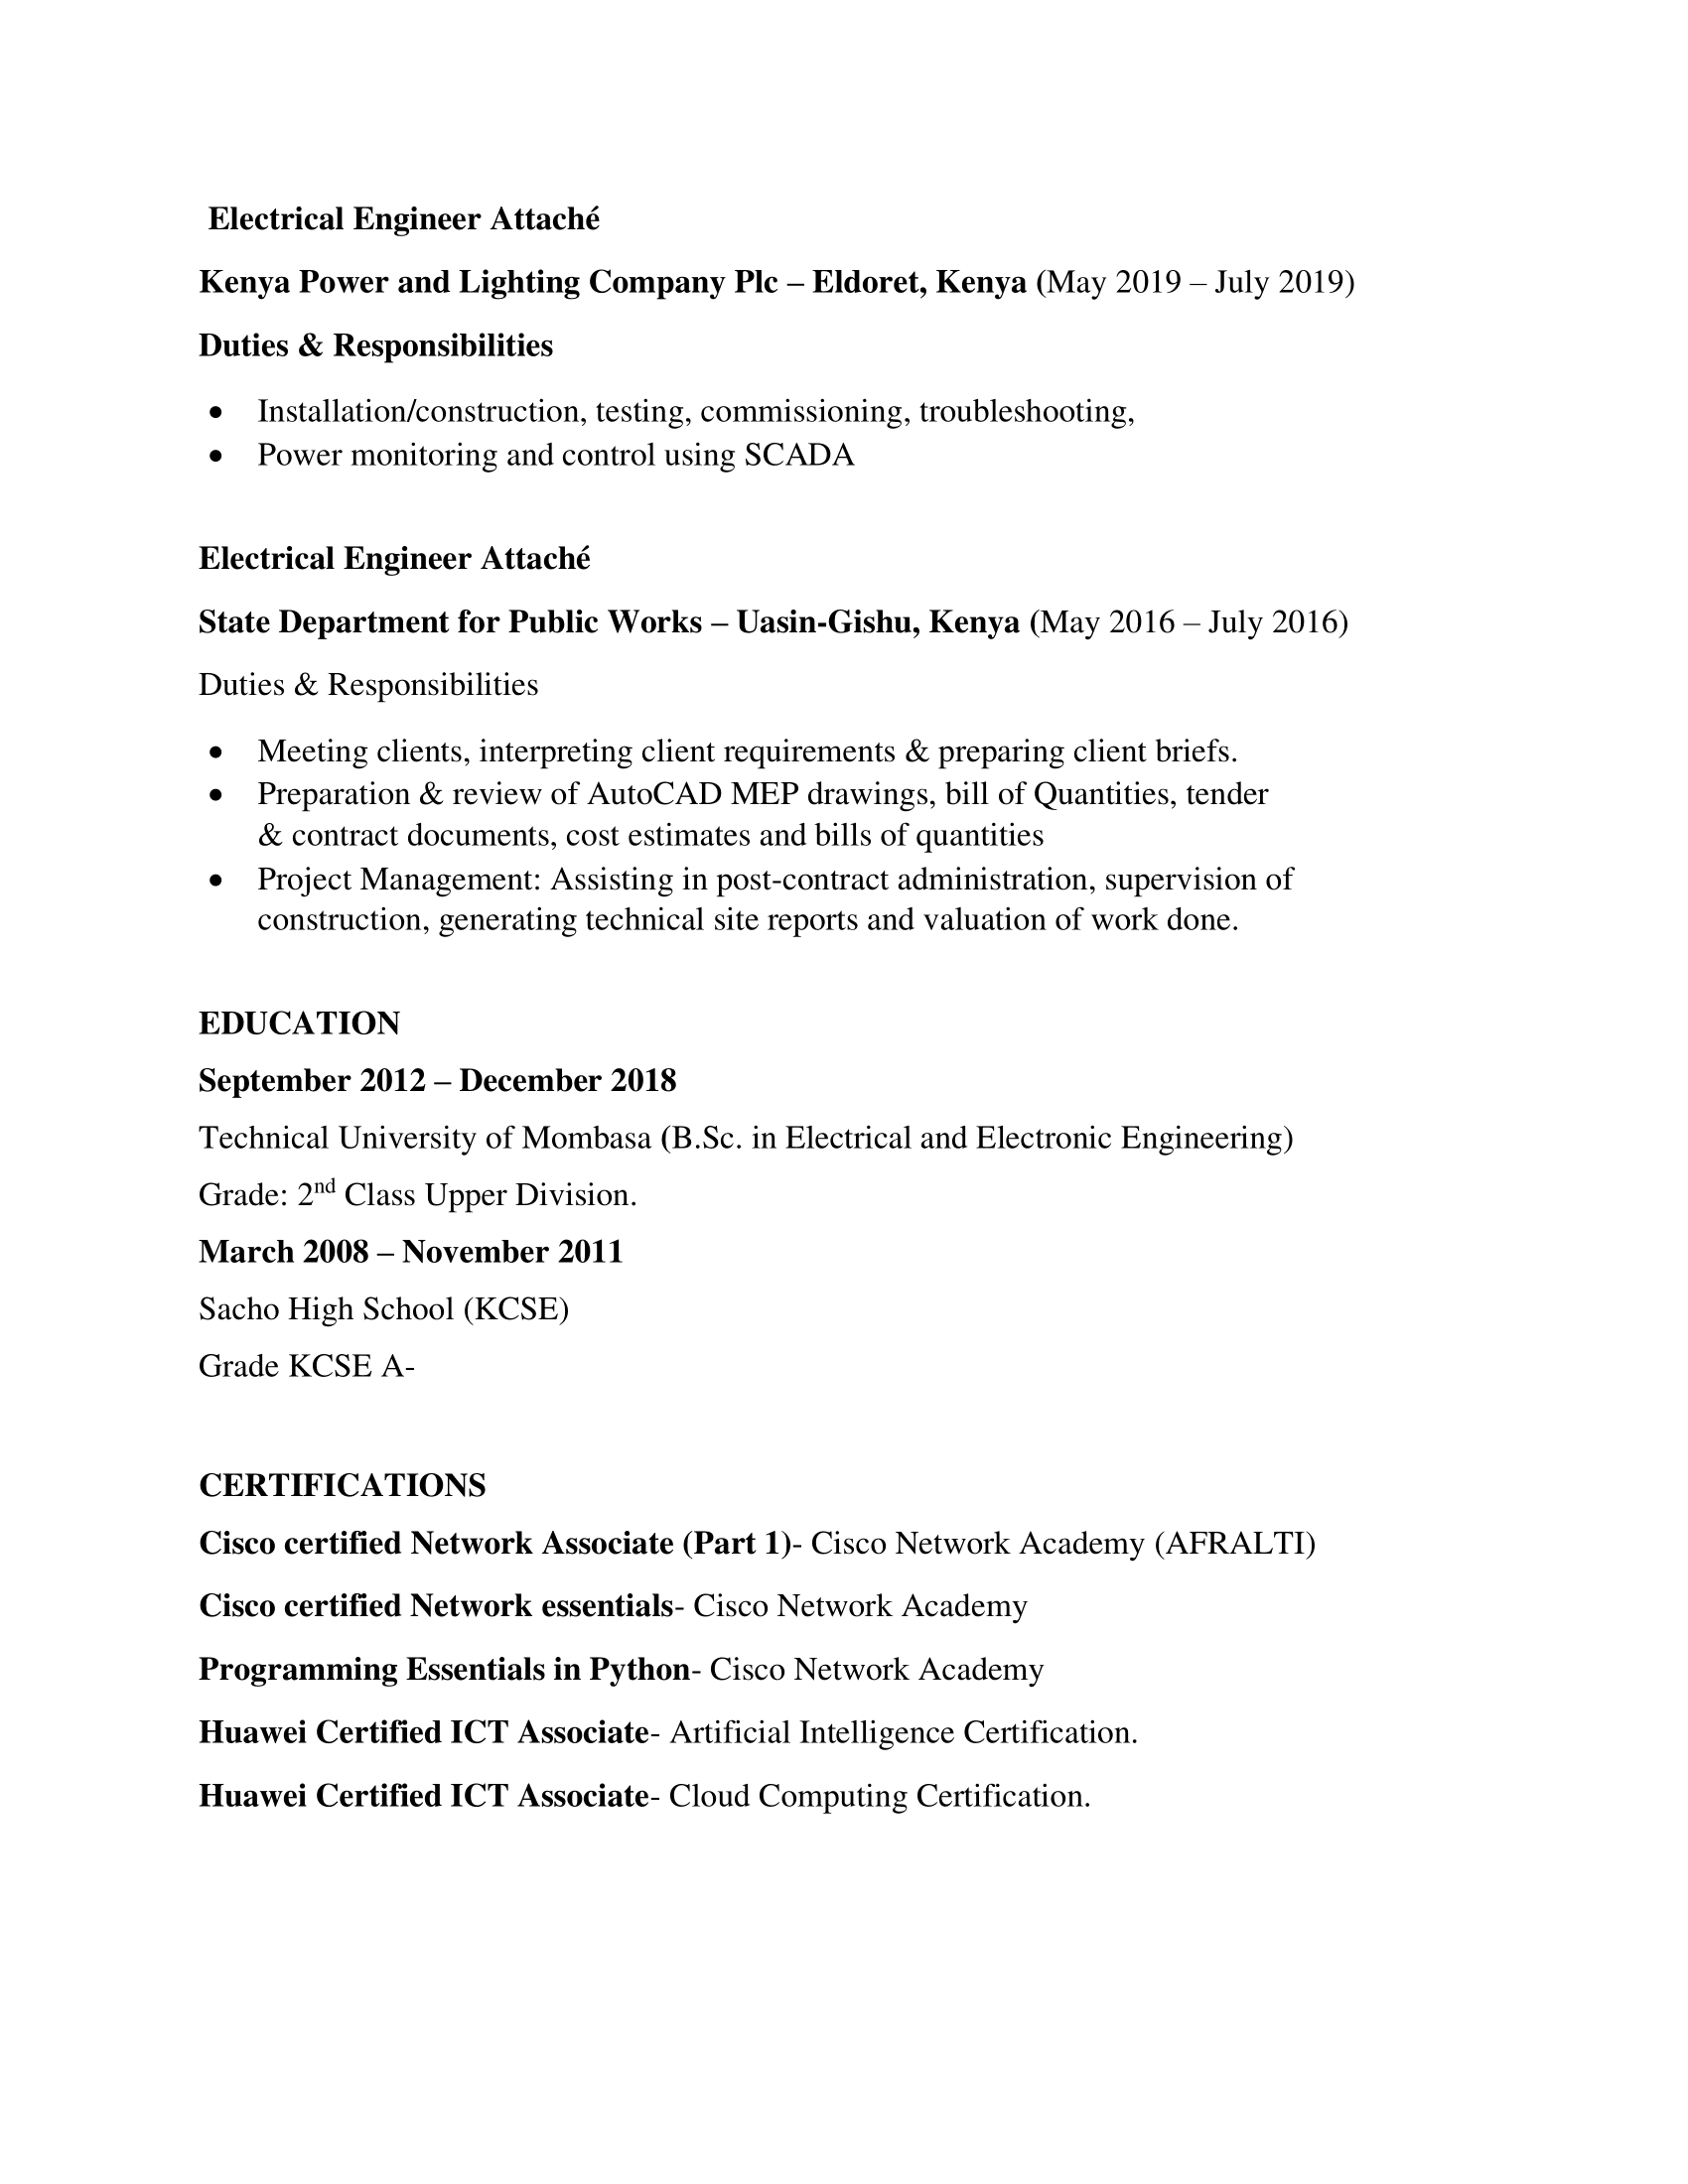 Electrical Engineer Attaché
Kenya Power and Lighting Company Plc – Eldoret, Kenya (May 2019 – July 2019)
Duties & Responsibilities
• Installation/construction, testing, commissioning, troubleshooting,
• Power monitoring and control using SCADA
Electrical Engineer Attaché
State Department for Public Works – Uasin-Gishu, Kenya (May 2016 – July 2016)
Duties & Responsibilities
• Meeting clients, interpreting client requirements & preparing client briefs.
• Preparation & review of AutoCAD MEP drawings, bill of Quantities, tender
& contract documents, cost estimates and bills of quantities
• Project Management: Assisting in post-contract administration, supervision of
construction, generating technical site reports and valuation of work done.
EDUCATION
September 2012 – December 2018
Technical University of Mombasa (B.Sc. in Electrical and Electronic Engineering)
Grade: 2nd Class Upper Division.
March 2008 – November 2011
Sacho High School (KCSE)
Grade KCSE A-
CERTIFICATIONS
Cisco certified Network Associate (Part 1)- Cisco Network Academy (AFRALTI)
Cisco certified Network essentials- Cisco Network Academy
Programming Essentials in Python- Cisco Network Academy
Huawei Certified ICT Associate- Artificial Intelligence Certification.
Huawei Certified ICT Associate- Cloud Computing Certification.